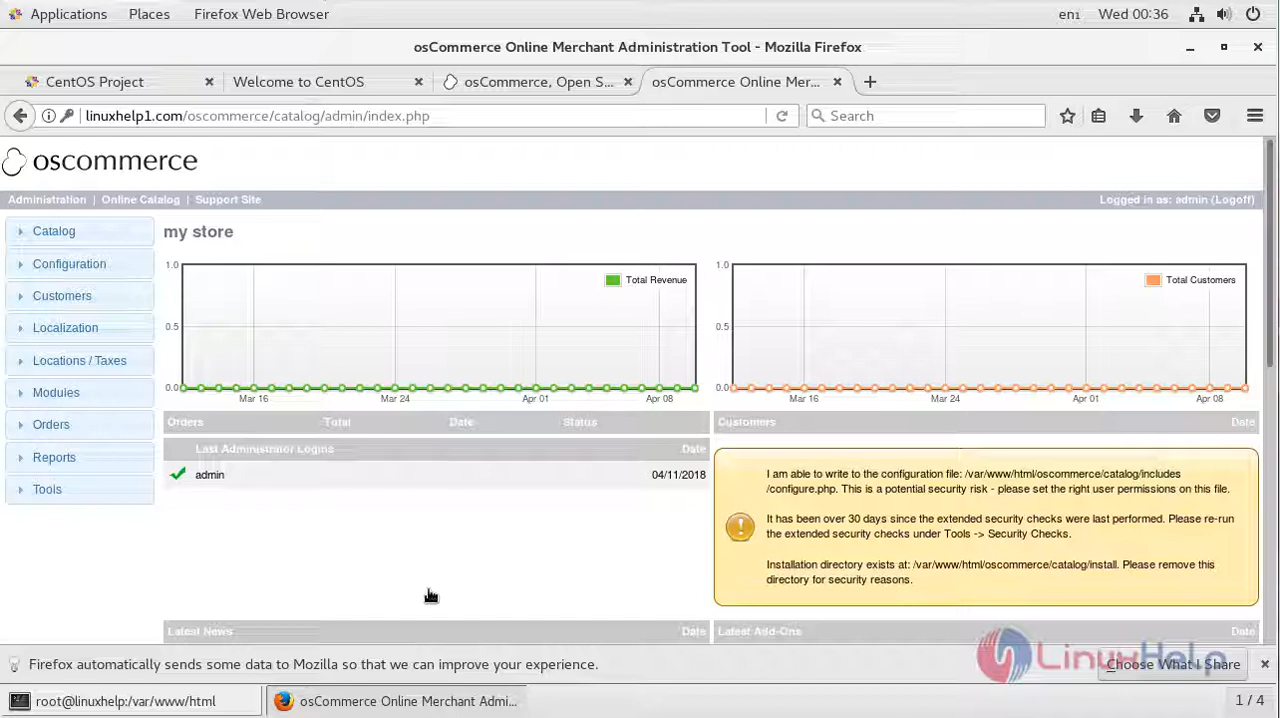 Applications Places Firefox Web Browser en1 Wed 00:36
osCommerce Online Merchant Administration Tool - Mozilla Firefox
CentOS Project Welcome to CentOS osCommerce, Open S... osCommerce Online Mer...
linuxhelp1.com/oscommerce/catalog/admin/index.php Search
oscommerce
Administration | Online Catalog | Support Site Logged in as: admin (Logoff)
Catalog
Configuration
Customers
Localization
Locations / Taxes
Modules
Orders
Reports
Tools
my store
1.0 Total Revenue
0.5
0.0
Mar 16 Mar 24 Apr 01 Apr 08
1.0 Total Customers
0.5
0.0
Mar 16 Mar 24 Apr 01 Apr 08
Orders Total Date Status
Customers Date
Last Administrator Logins Date
admin 04/11/2018
I am able to write to the configuration file: /var/www/html/oscommerce/catalog/includes
/configure.php. This is a potential security risk - please set the right user permissions on this file.
It has been over 30 days since the extended security checks were last performed. Please re-run
the extended security checks under Tools -> Security Checks.
Installation directory exists at: /var/www/html/oscommerce/catalog/install. Please remove this
directory for security reasons.
Latest News Date
Latest Add-Ons Date
Firefox automatically sends some data to Mozilla so that we can improve your experience. Choose What I Share
LinuxHelp
root@linuxhelp:/var/www/html osCommerce Online Merchant Admi... 1 / 4